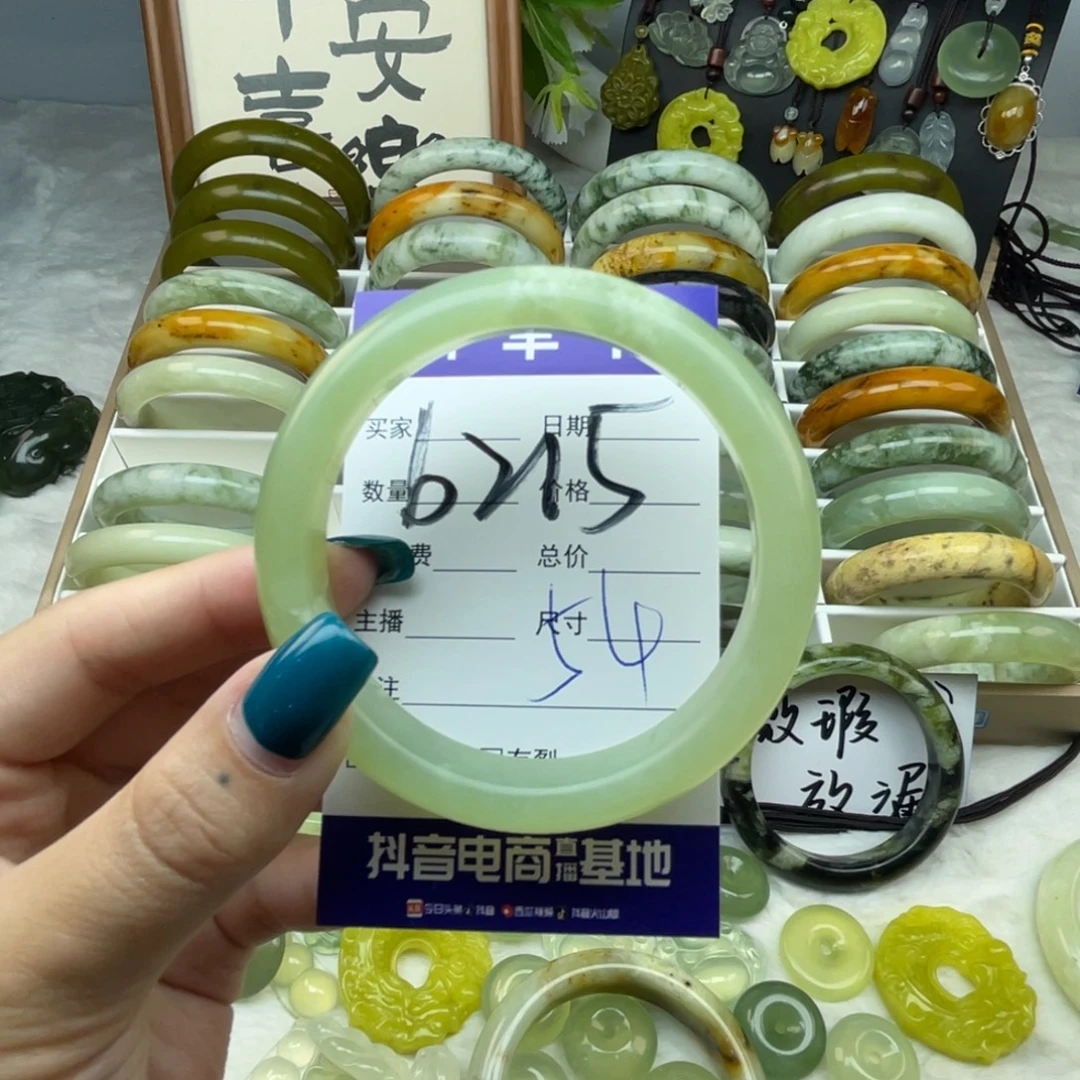 安
喜 樂
买家 日期
6215
数量 价格
费 总价
主播 尺寸
54
注
抖音电商直播基地
今日头条 抖音 西瓜视频 抖音火山版
瑕
放漏